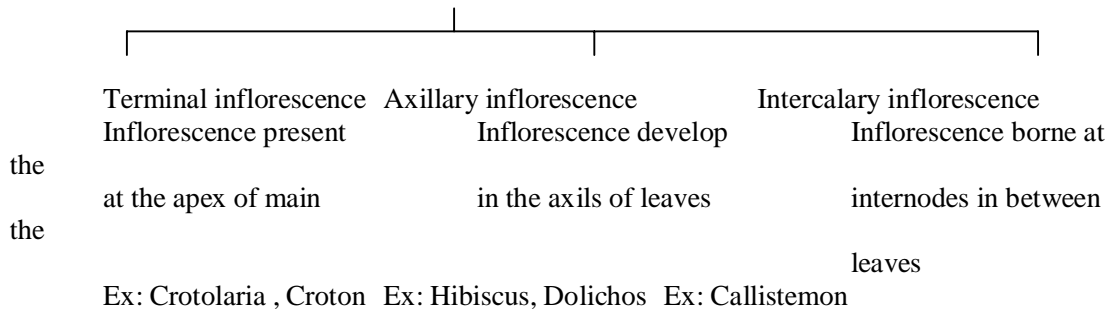 Terminal inflorescence Axillary inflorescence Intercalary inflorescence
Inflorescence present Inflorescence develop Inflorescence borne at
the
at the apex of main in the axils of leaves internodes in between
the
leaves
Ex: Crotolaria , Croton Ex: Hibiscus, Dolichos Ex: Callistemon